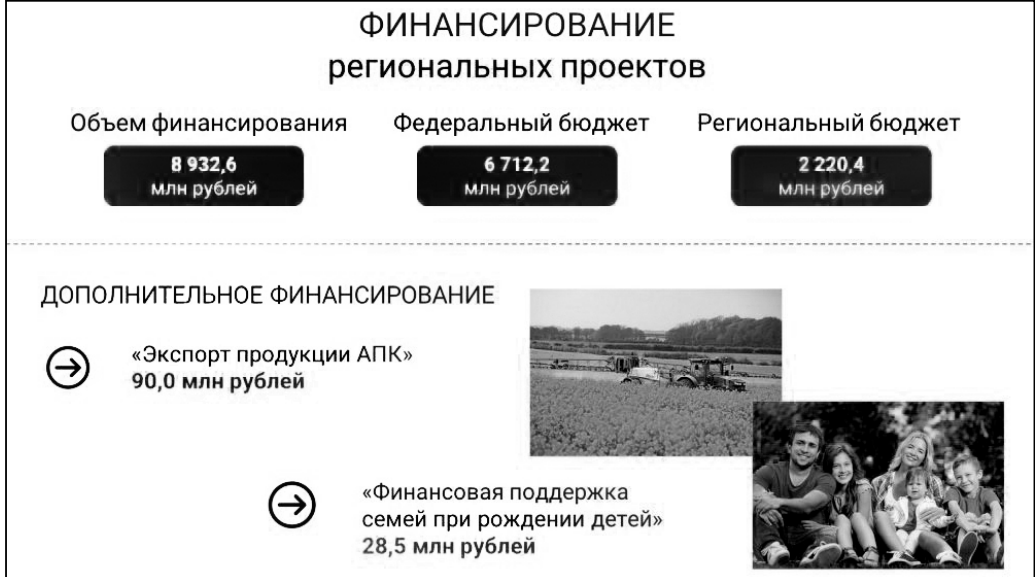 ФИНАНСИРОВАНИЕ
региональных проектов
Объем финансирования
8 932,6
млн рублей
Федеральный бюджет
6 712,2
млн рублей
Региональный бюджет
2 220,4
млн рублей
ДОПОЛНИТЕЛЬНОЕ ФИНАНСИРОВАНИЕ
«Экспорт продукции АПК»
90,0 млн рублей
«Финансовая поддержка
семей при рождении детей»
28,5 млн рублей